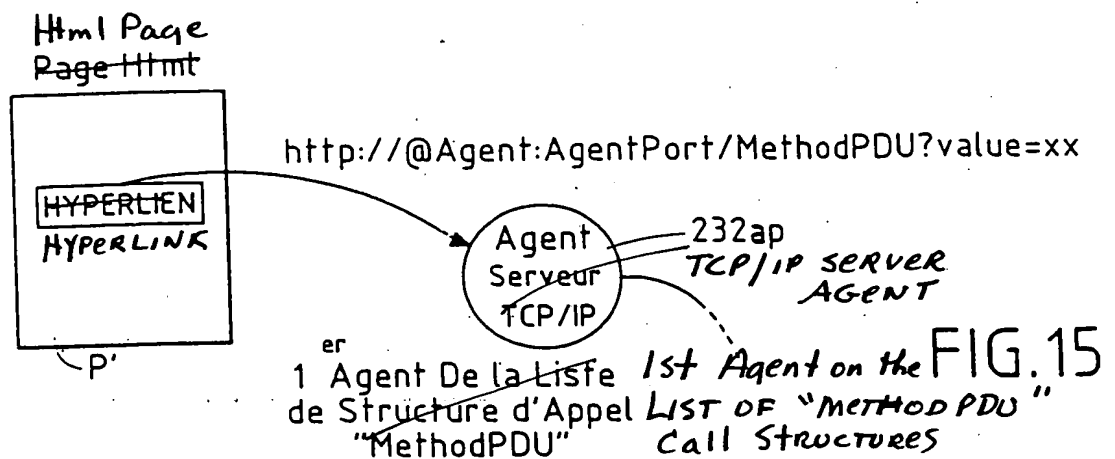 Html Page
Page Html
http://@Agent:AgentPort/MethodPDU?value=xx
HYPERLIEN
HYPERLINK
Agent
Serveur
TCP/IP
232ap
TCP/IP SERVER
AGENT
P'
1er Agent De la Liste
de Structure d'Appel
"MethodPDU"
1st Agent on the
LIST OF "METHOD PDU"
Call STRUCTURES
FIG.15